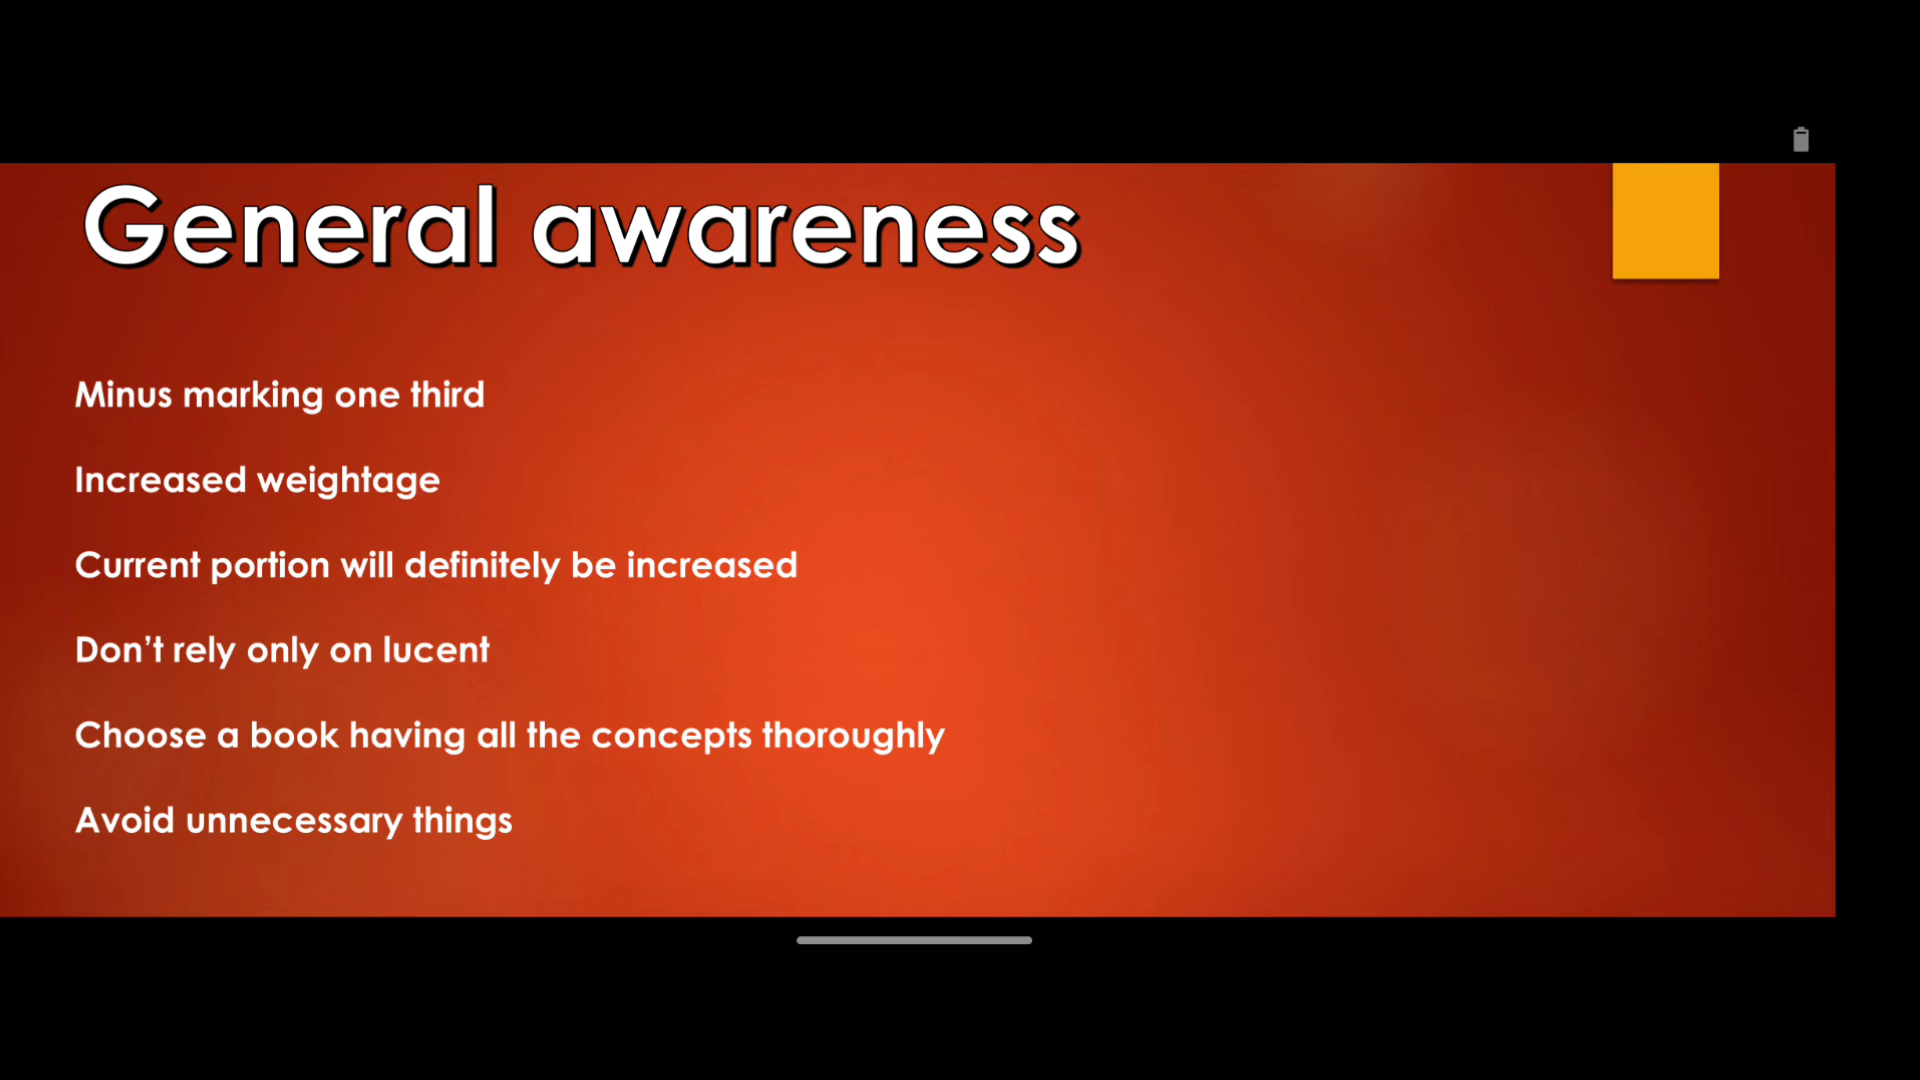 General awareness
Minus marking one third
Increased weightage
Current portion will definitely be increased
Don’t rely only on lucent
Choose a book having all the concepts thoroughly
Avoid unnecessary things